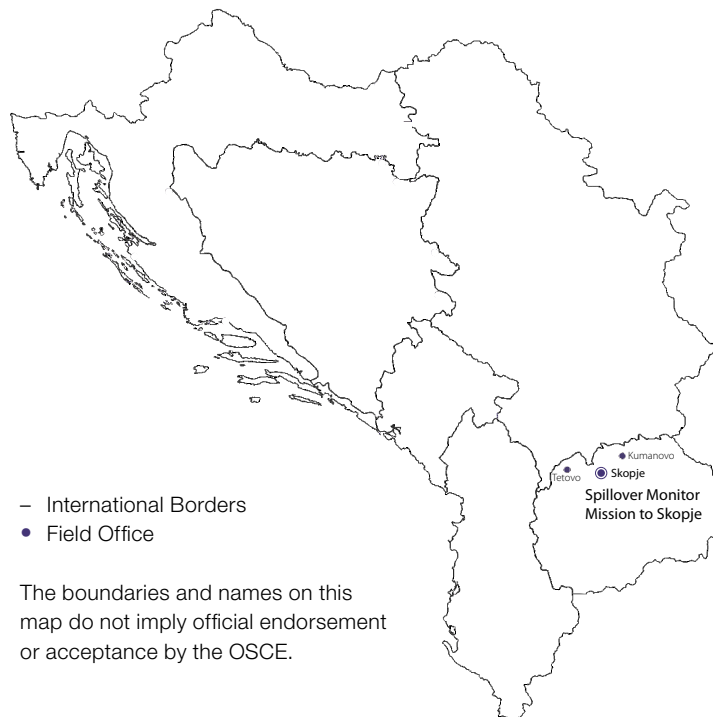 Kumanovo
Tetovo
Skopje
Spillover Monitor
Mission to Skopje
– International Borders
• Field Office
The boundaries and names on this
map do not imply official endorsement
or acceptance by the OSCE.